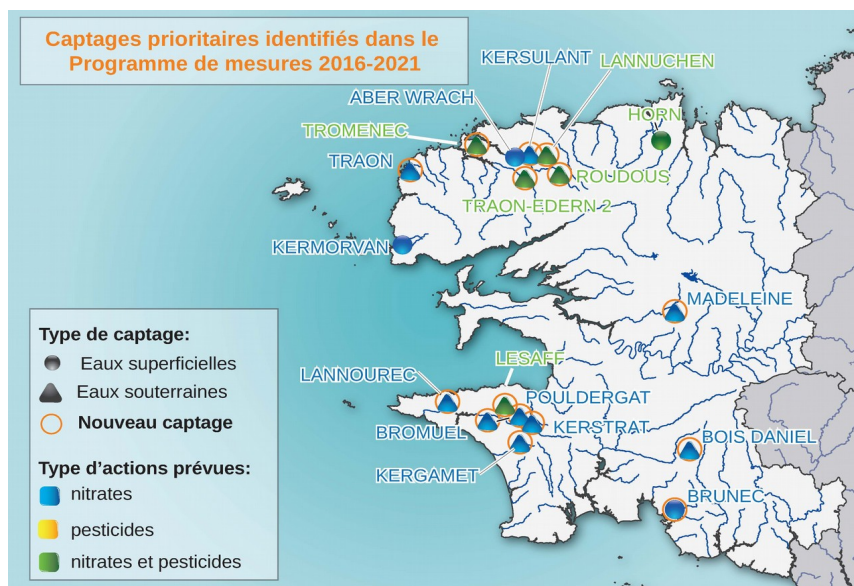 Captages prioritaires identifiés dans le
Programme de mesures 2016-2021
KERSULANT
LANNUCHEN
ABER WRACH
HORN
TROMENEC
TRAON
ROUDOUS
TRAON-EDERN 2
KERMORVAN
MADELEINE
Type de captage:
Eaux superficielles
Eaux souterraines
Nouveau captage
Type d'actions prévues:
nitrates
pesticides
nitrates et pesticides
LESAFF
LANNOUREC
POULDERGAT
BROMUEL
KERSTRAT
BOIS DANIEL
KERGAMET
BRUNEC